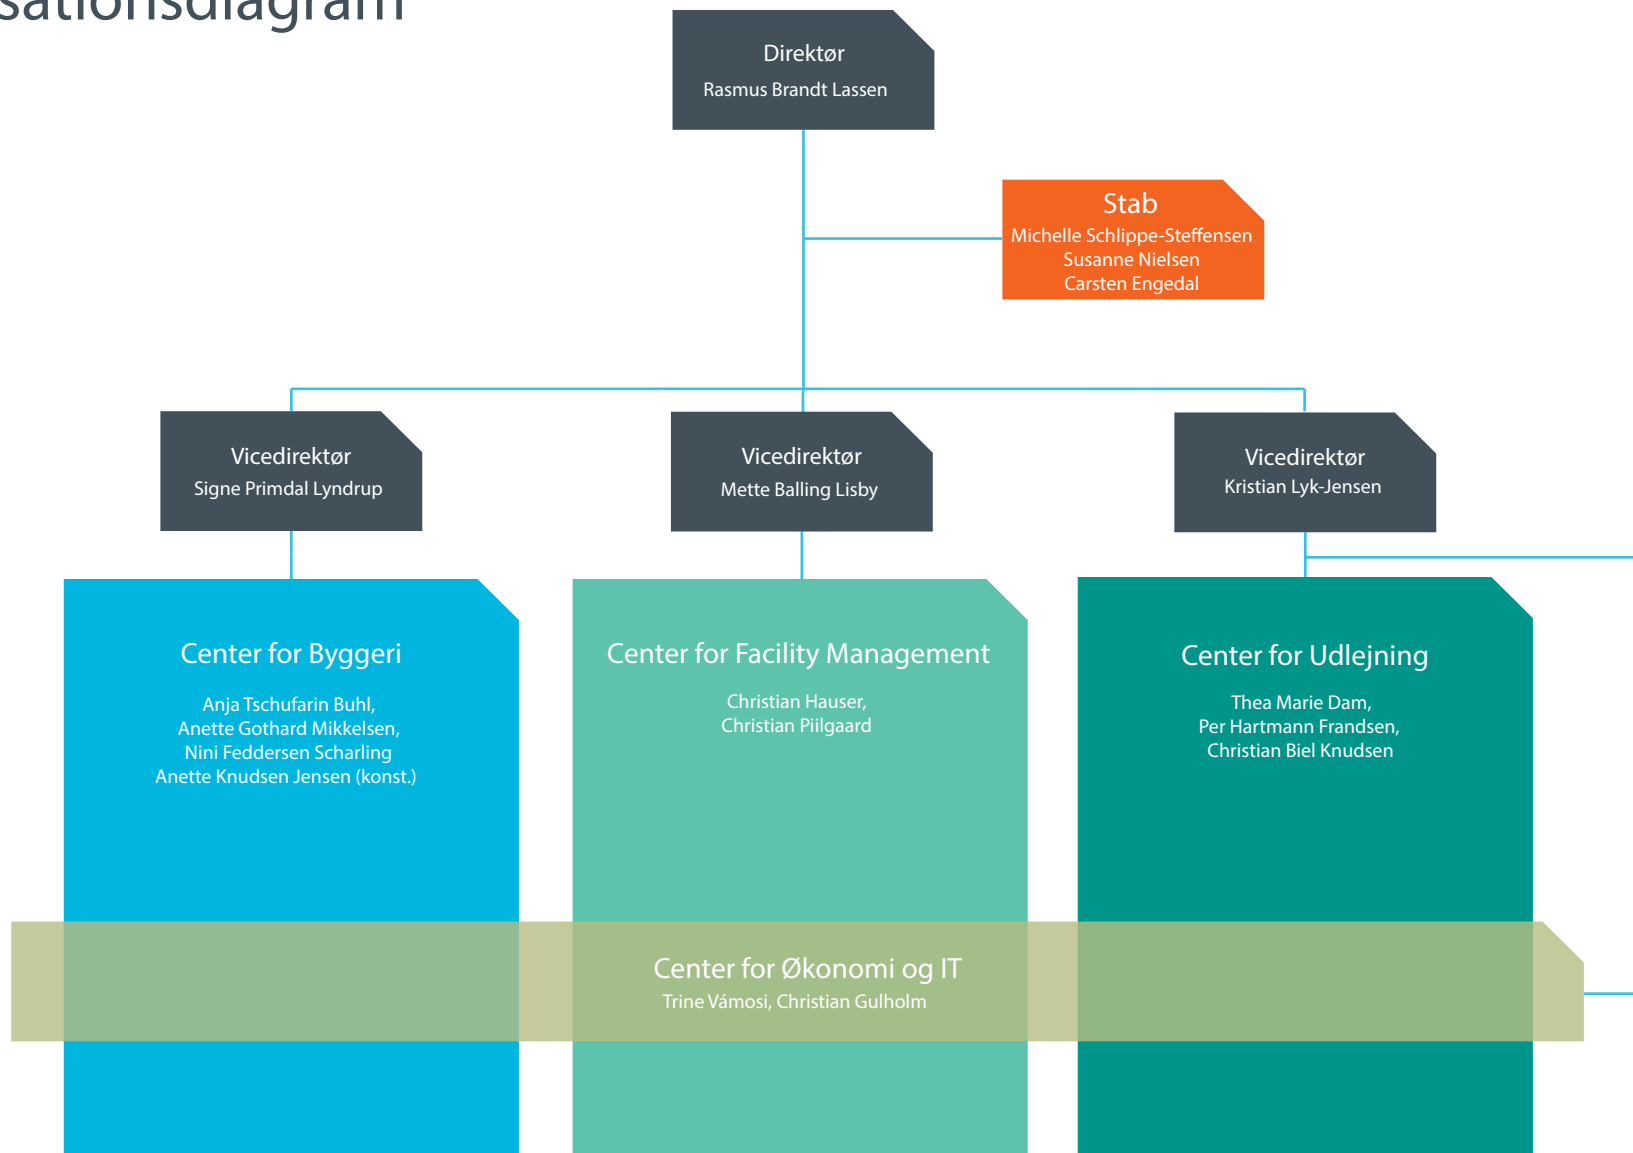 sationsdiagram
Direktør
Rasmus Brandt Lassen
Stab
Michelle Schlippe-Steffensen
Susanne Nielsen
Carsten Engedal
Vicedirektør
Signe Primdal Lyndrup
Vicedirektør
Mette Balling Lisby
Vicedirektør
Kristian Lyk-Jensen
Center for Byggeri
Anja Tschufarin Buhl,
Anette Gothard Mikkelsen,
Nini Feddersen Scharling
Anette Knudsen Jensen (konst.)
Center for Facility Management
Christian Hauser,
Christian Piilgaard
Center for Udlejning
Thea Marie Dam,
Per Hartmann Frandsen,
Christian Biel Knudsen
Center for Økonomi og IT
Trine Vámosi, Christian Gulholm